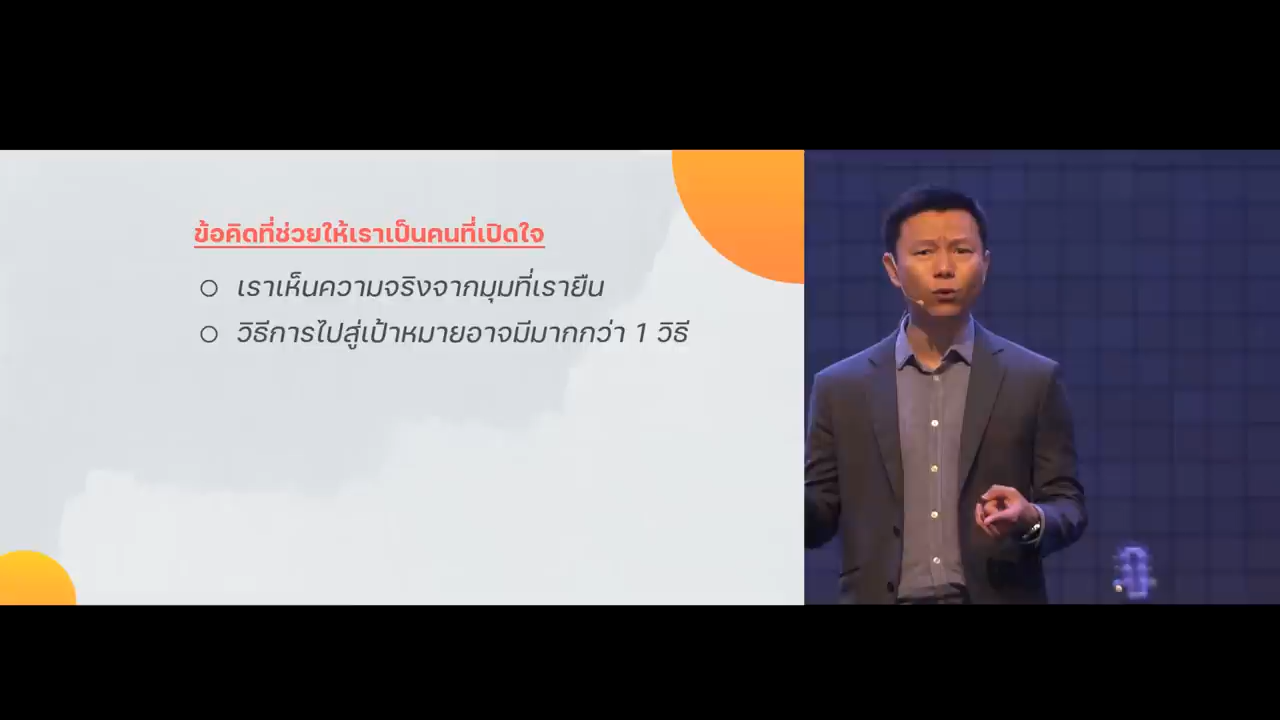 ข้อคิดที่ช่วยให้เราเป็นคนที่เปิดใจ
เราเห็นความจริงจากมุมที่เรายืน
วิธีการไปสู่เป้าหมายอาจมีมากกว่า 1 วิธี